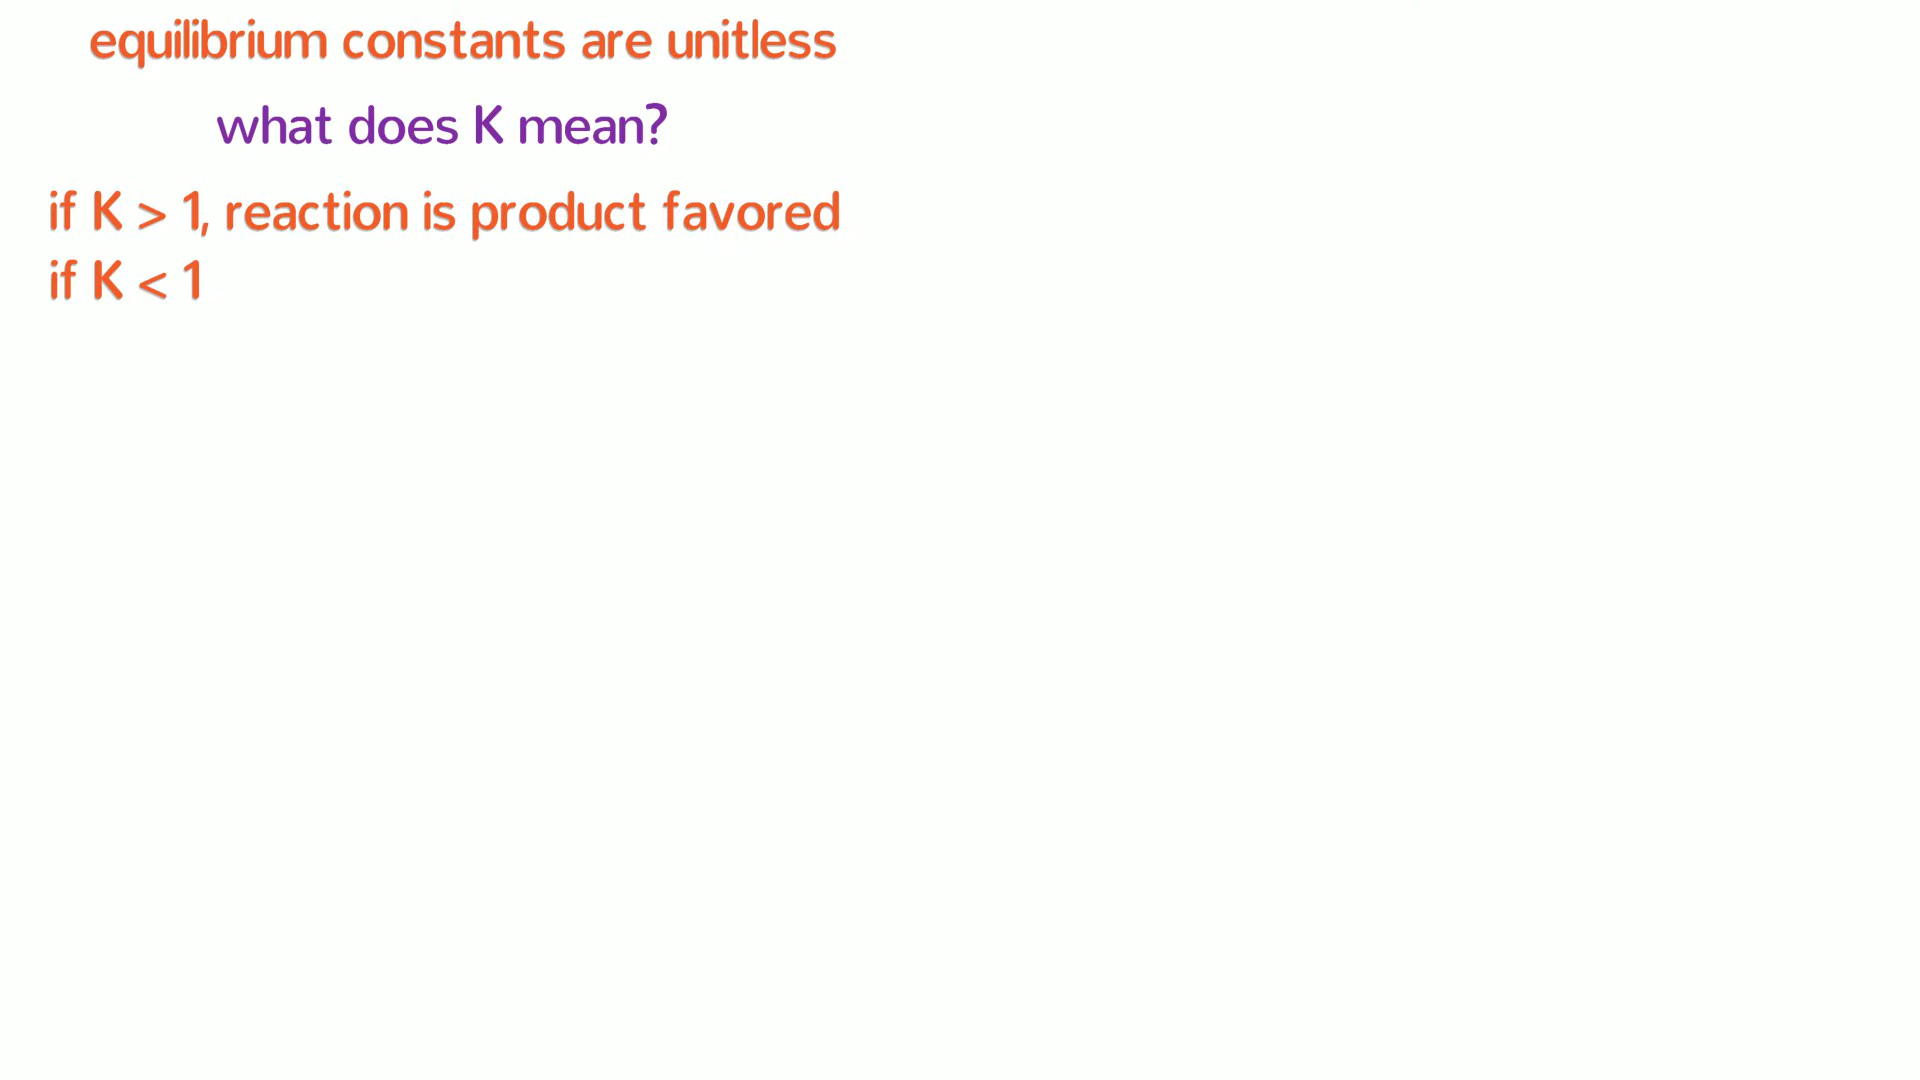 equilibrium constants are unitless
what does K mean?
if K > 1, reaction is product favored
if K < 1